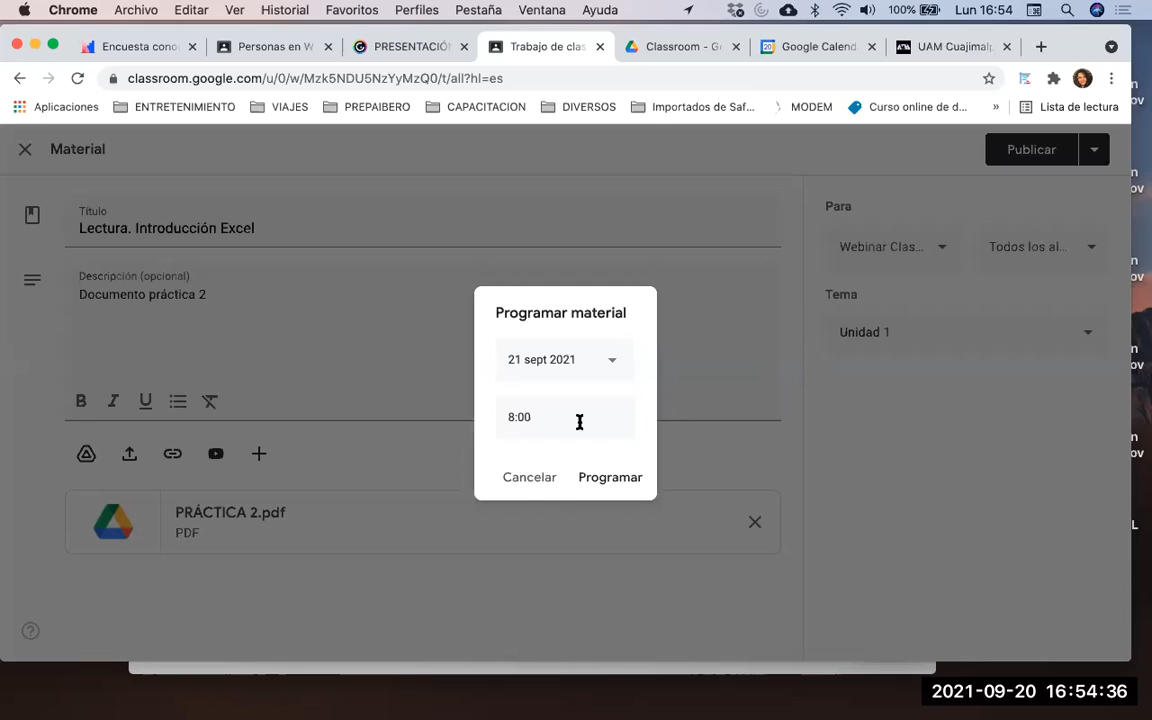 Chrome Archivo Editar Ver Historial Favoritos Perfiles Pestaña Ventana Ayuda 100% Lun 16:54
Encuesta cono Personas en W PRESENTACIÓN Trabajo de clas Classroom - Go Google Calend UAM Cuajimalp
classroom.google.com/u/0/w/Mzk5NDU5NzYyMzQ0/t/all?hl=es
Aplicaciones ENTRETENIMIENTO VIAJES PREPAIBERO CAPACITACION DIVERSOS Importados de Saf... MODEM Curso online de d... » Lista de lectura
Material Publicar
Título
Lectura. Introducción Excel
Descripción (opcional)
Documento práctica 2
B I U
PRÁCTICA 2.pdf
PDF
Para
Webinar Clas... Todos los al...
Tema
Unidad 1
Programar material
21 sept 2021
8:00
Cancelar Programar
2021-09-20 16:54:36